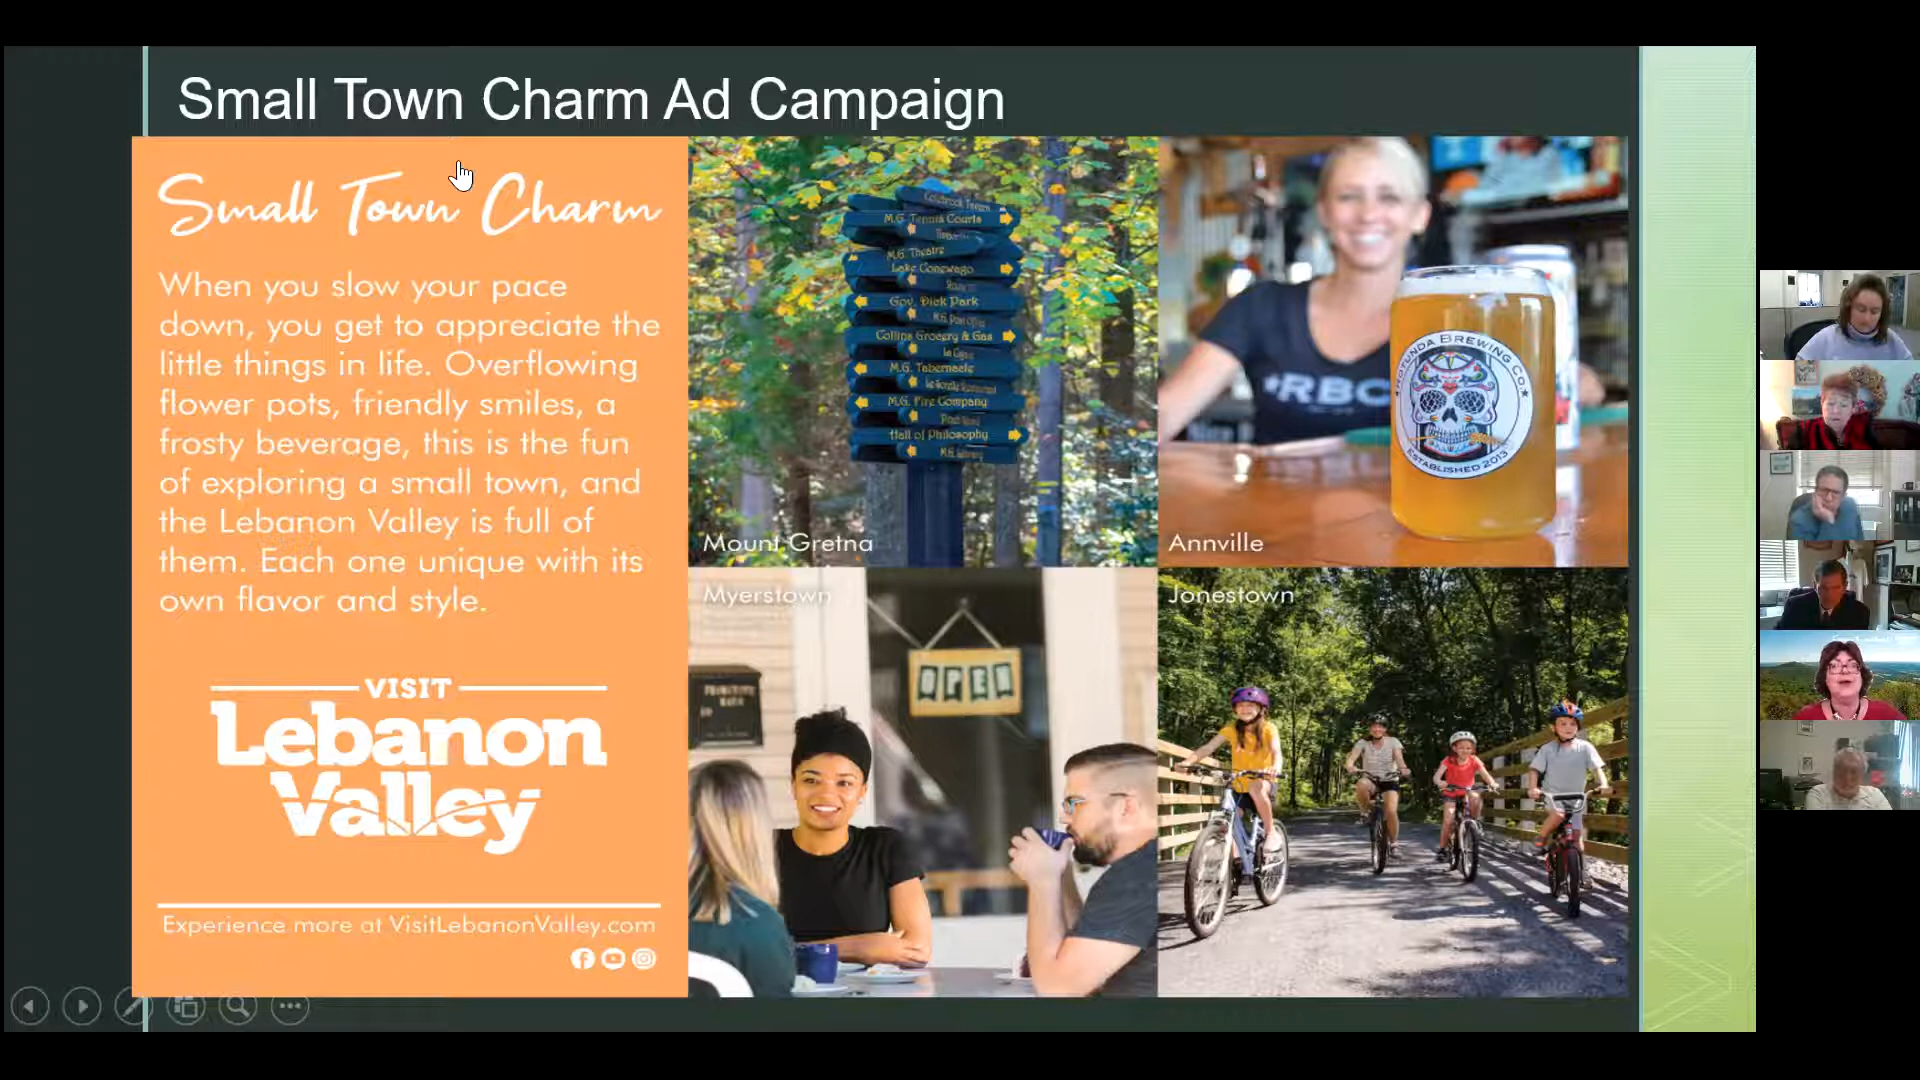 Small Town Charm Ad Campaign
Small Town Charm
When you slow your pace
down, you get to appreciate the
little things in life. Overflowing
flower pots, friendly smiles, a
frosty beverage, this is the fun
of exploring a small town, and
the Lebanon Valley is full of
them. Each one unique with its
own flavor and style.
VISIT
Lebanon
Valley
Experience more at VisitLebanonValley.com
M.G. Tennis Courts
M.G. Theatre
Lake Conewago
Gov. Dick Park
M.G. Post Office
Collins Grocery & Gas
M.G. Tabernacle
M.G. Fire Company
Hall of Philosophy
M.G. Library
Mount Gretna
RBC
ROTUNDA BREWING CO.
ESTABLISHED 2013
Annville
Myerstown
OPEN
Jonestown